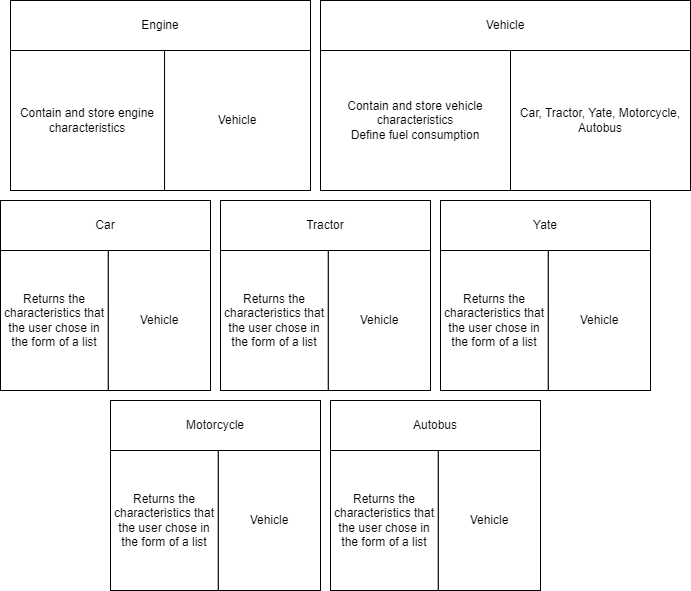 Engine
Vehicle
Contain and store engine
characteristics
Vehicle
Contain and store vehicle
characteristics
Define fuel consumption
Car, Tractor, Yate, Motorcycle,
Autobus
Car
Tractor
Yate
Returns the
characteristics that
the user chose in
the form of a list
Vehicle
Returns the
characteristics that
the user chose in
the form of a list
Vehicle
Returns the
characteristics that
the user chose in
the form of a list
Vehicle
Motorcycle
Autobus
Returns the
characteristics that
the user chose in
the form of a list
Vehicle
Returns the
characteristics that
the user chose in
the form of a list
Vehicle